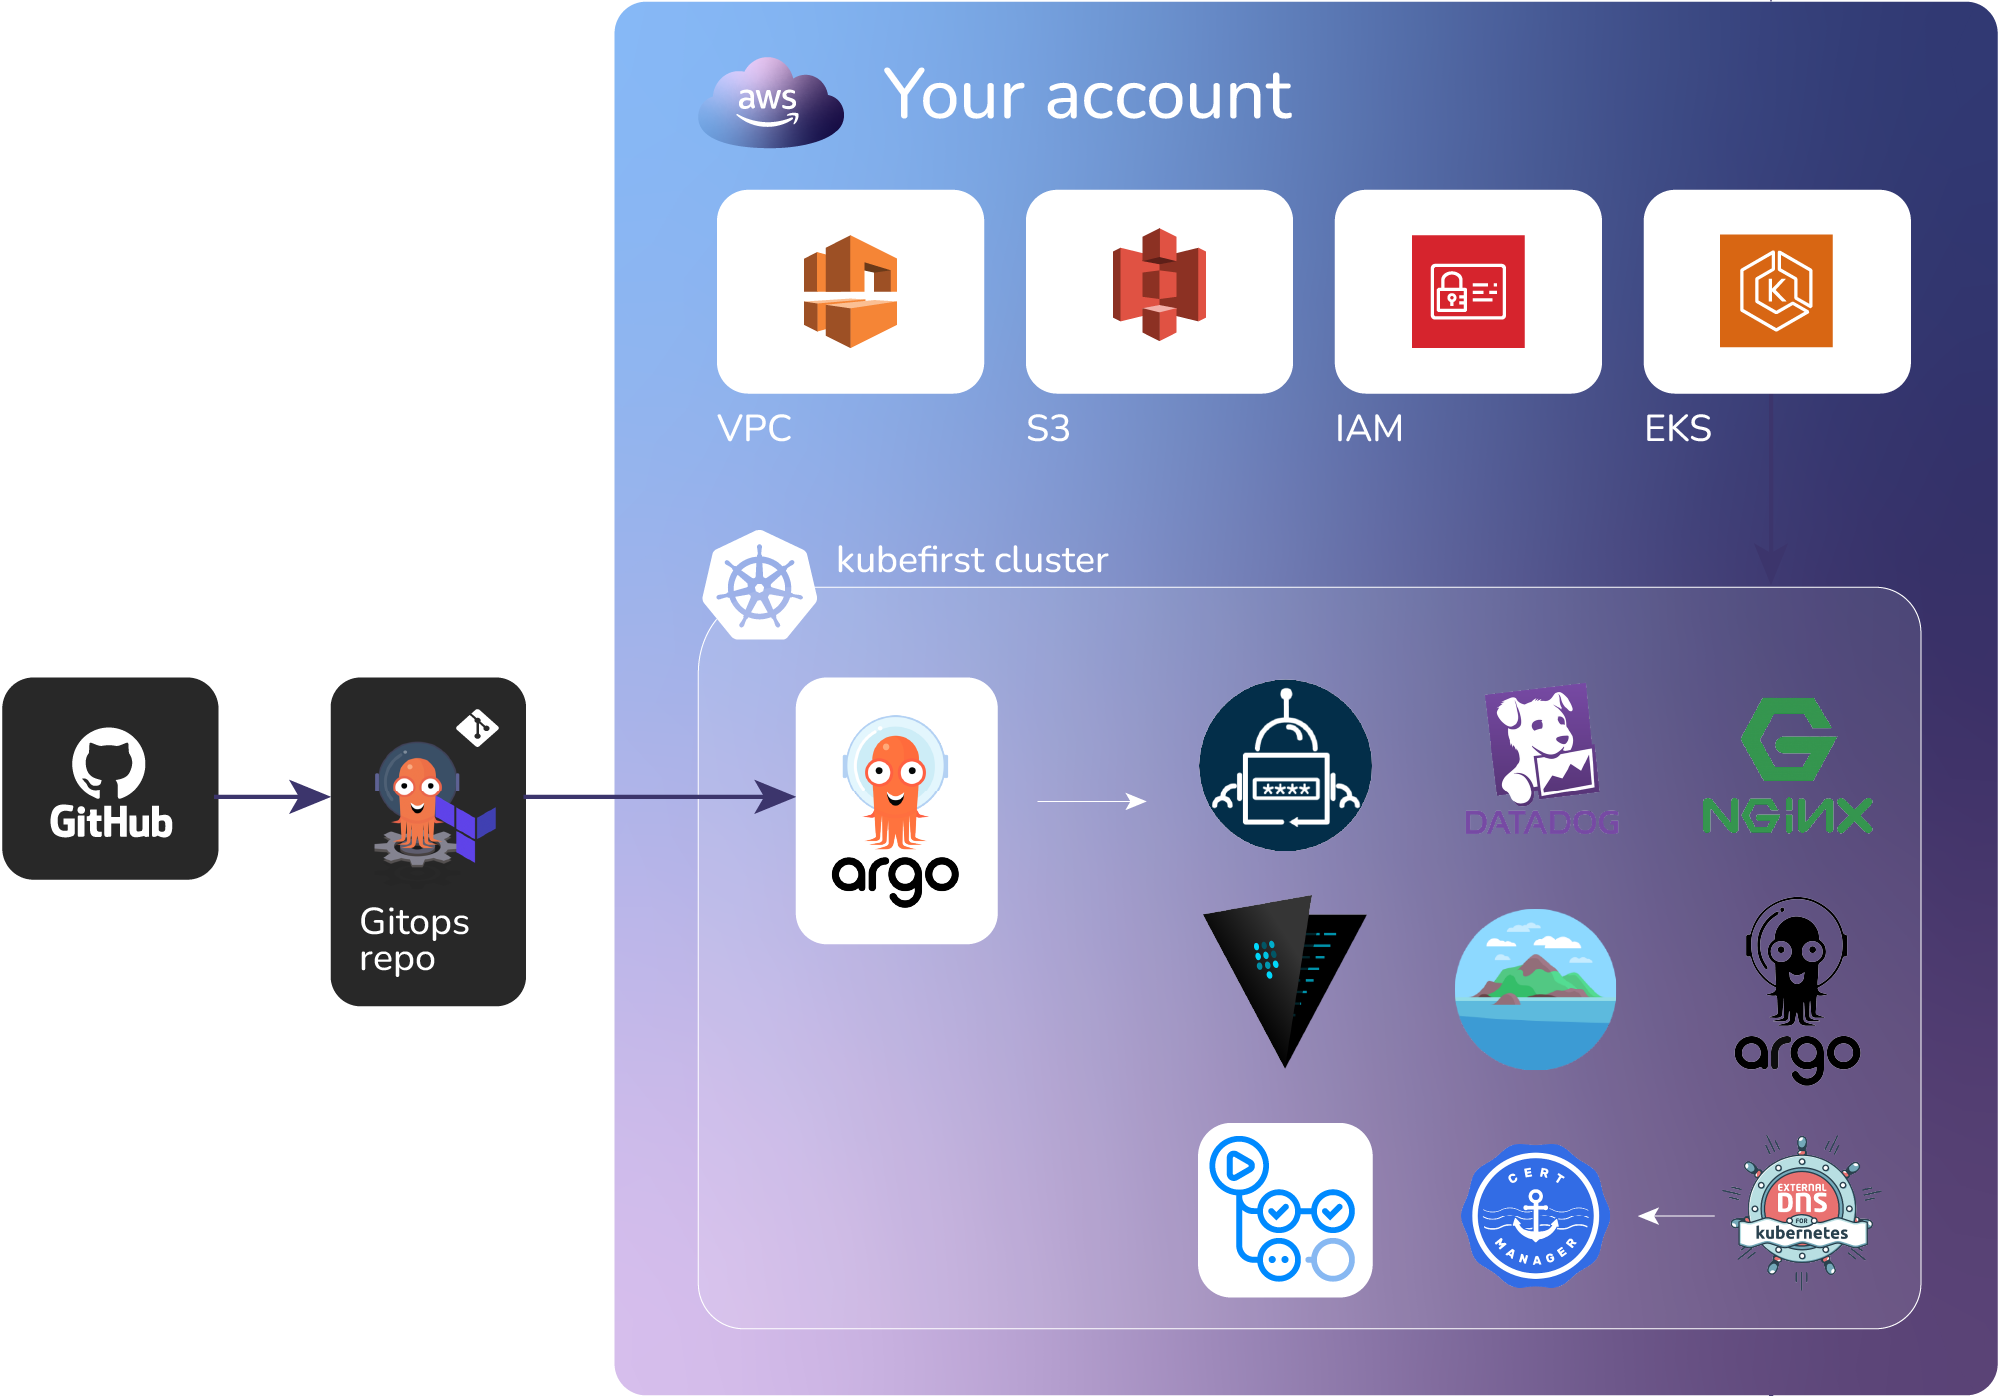 aws
Your account
VPC
S3
IAM
K
EKS
kubefirst cluster
GitHub
Gitops
repo
argo
****
DATADOG
NGiNX
argo
CERT
MANAGER
EXTERNAL
DNS
FOR
kubernetes